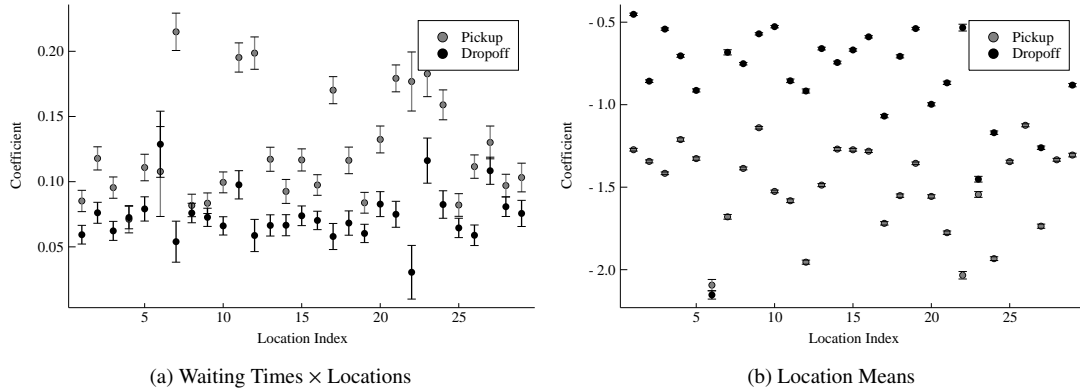 0.20
0.15
0.10
0.05
Coefficient
5
10
15
20
25
Location Index
Pickup
Dropoff
(a) Waiting Times × Locations
- 0.5
- 1.0
- 1.5
- 2.0
Coefficient
5
10
15
20
25
Location Index
Pickup
Dropoff
(b) Location Means